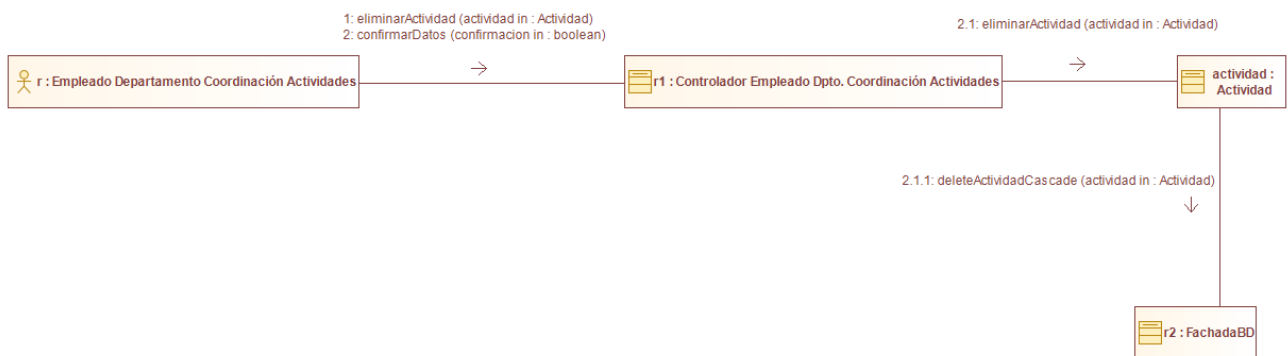 1: eliminarActividad (actividad in : Actividad)
2: confirmarDatos (confirmacion in : boolean)
2.1: eliminarActividad (actividad in : Actividad)
r : Empleado Departamento Coordinación Actividades
r1 : Controlador Empleado Dpto. Coordinación Actividades
actividad :
Actividad
2.1.1: deleteActividadCascade (actividad in : Actividad)
r2 : FachadaBD